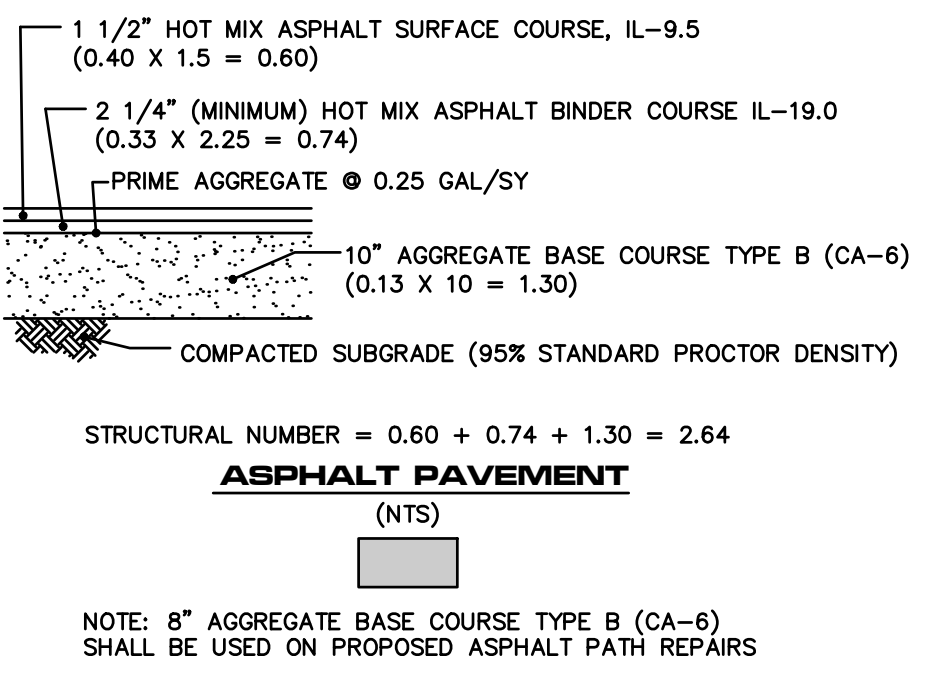 1 1/2" HOT MIX ASPHALT SURFACE COURSE, IL-9.5
(0.40 X 1.5 = 0.60)
2 1/4" (MINIMUM) HOT MIX ASPHALT BINDER COURSE IL-19.0
(0.33 X 2.25 = 0.74)
PRIME AGGREGATE @ 0.25 GAL/SY
10" AGGREGATE BASE COURSE TYPE B (CA-6)
(0.13 X 10 = 1.30)
COMPACTED SUBGRADE (95% STANDARD PROCTOR DENSITY)
STRUCTURAL NUMBER = 0.60 + 0.74 + 1.30 = 2.64
ASPHALT PAVEMENT
(NTS)
NOTE: 8" AGGREGATE BASE COURSE TYPE B (CA-6)
SHALL BE USED ON PROPOSED ASPHALT PATH REPAIRS